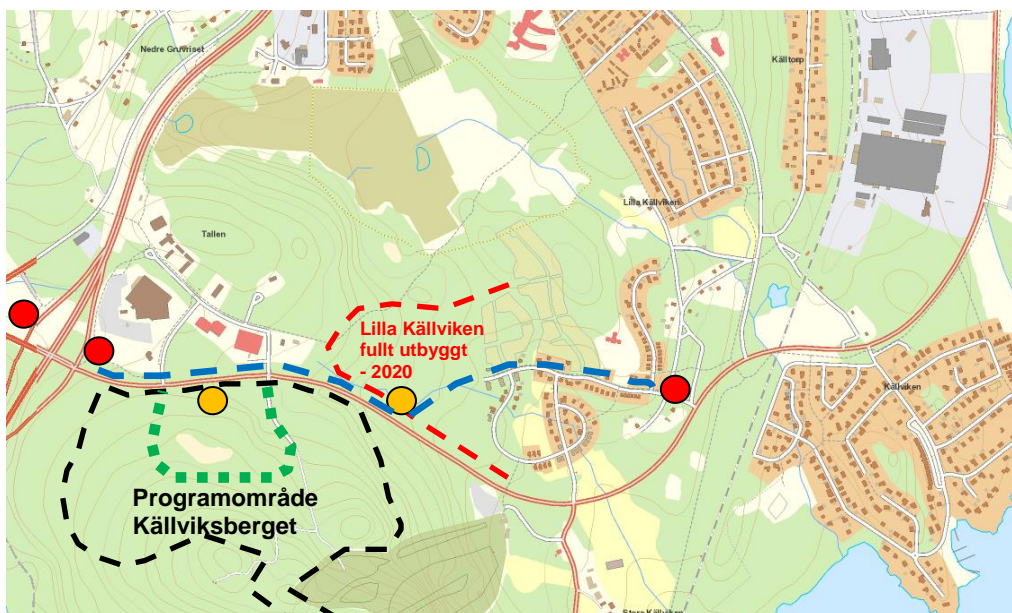 Nedre Gruvriset
Källtorp
Lilla Källviken
Tallen
Lilla Källviken
fullt utbyggt
- 2020
Källviken
Programområde
Källviksberget
Stora Källviken